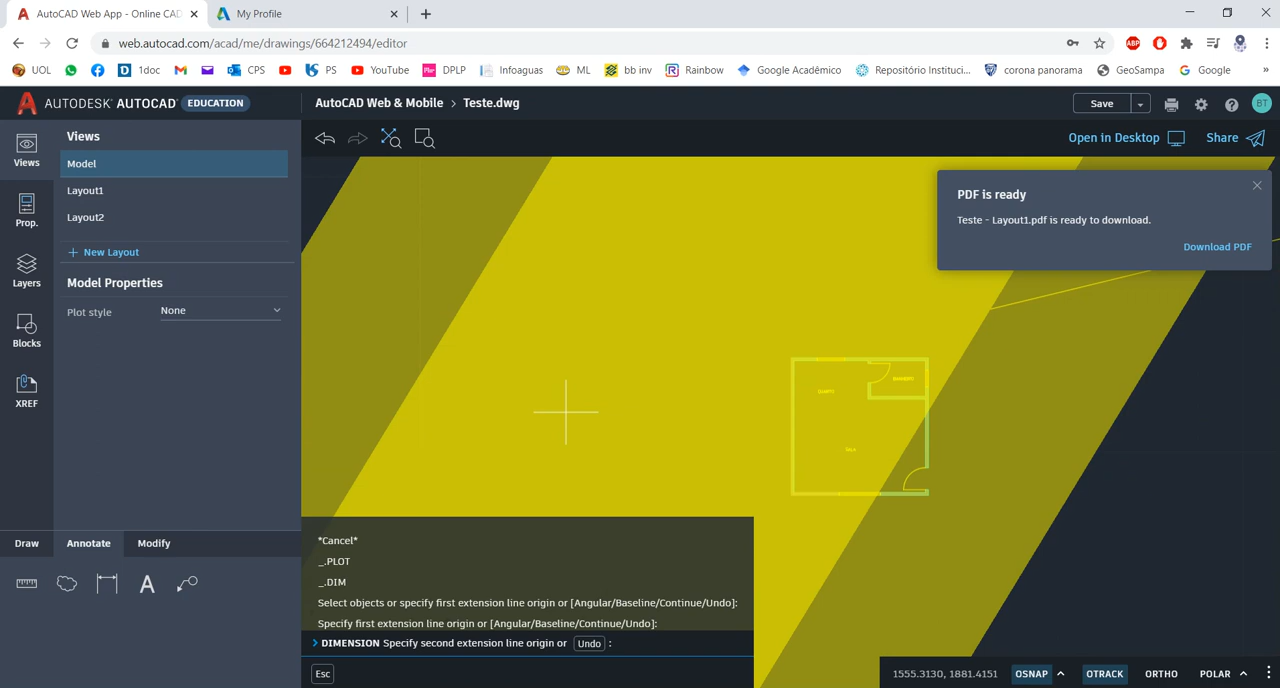 AutoCAD Web App - Online CAD
My Profile
web.autocad.com/acad/me/drawings/664212494/editor
UOL
1doc
CPS
PS
YouTube
DPLP
Infoaguas
ML
bb inv
Rainbow
Google Acadêmico
Repositório Instituci...
corona panorama
GeoSampa
Google
»
AUTODESK® AUTOCAD® EDUCATION
AutoCAD Web & Mobile > Teste.dwg
Save
BT
Views
Model
Layout1
Layout2
+ New Layout
Model Properties
Plot style None
Views
Prop.
Layers
Blocks
XREF
Open in Desktop
Share
PDF is ready
Teste - Layout1.pdf is ready to download.
Download PDF
QUARTO
BANHEIRO
SALA
Draw
Annotate
Modify
A
*Cancel*
_.PLOT
_.DIM
Select objects or specify first extension line origin or [Angular/Baseline/Continue/Undo]:
Specify first extension line origin or [Angular/Baseline/Continue/Undo]:
DIMENSION Specify second extension line origin or Undo :
Esc
1555.3130, 1881.4151
OSNAP
OTRACK
ORTHO
POLAR